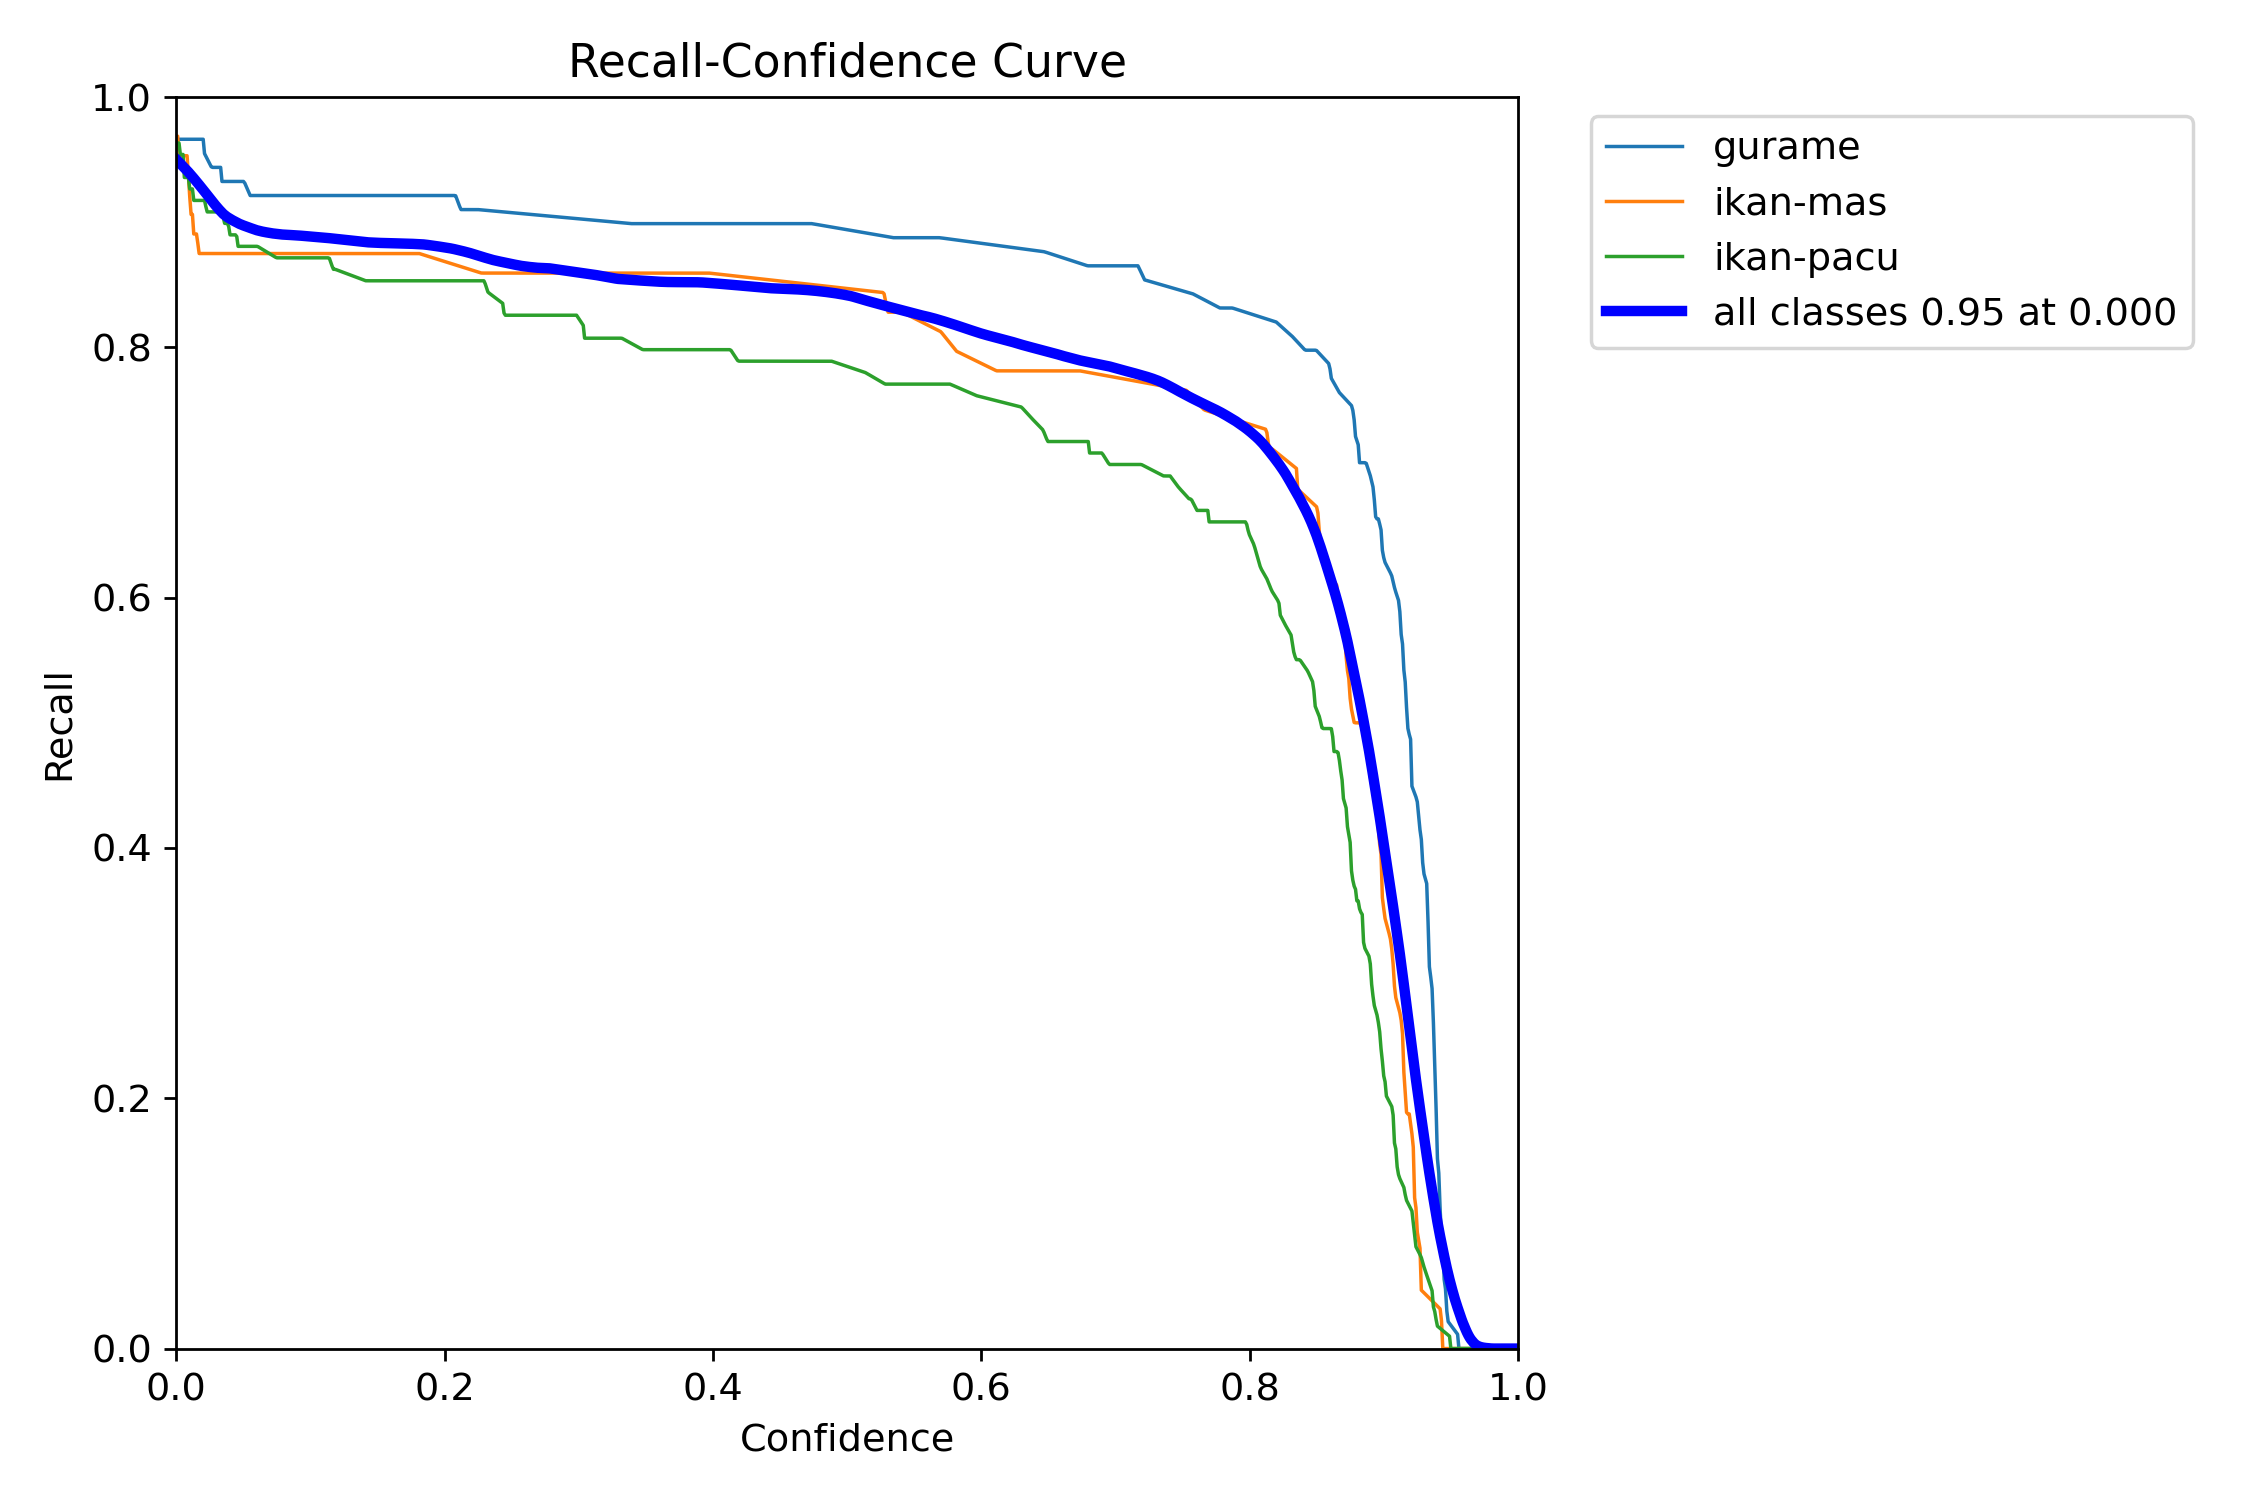 Recall-Confidence Curve
1.0
0.8
0.6
0.4
0.2
0.0
Recall
0.0 0.2 0.4 0.6 0.8 1.0
Confidence
gurame
ikan-mas
ikan-pacu
all classes 0.95 at 0.000